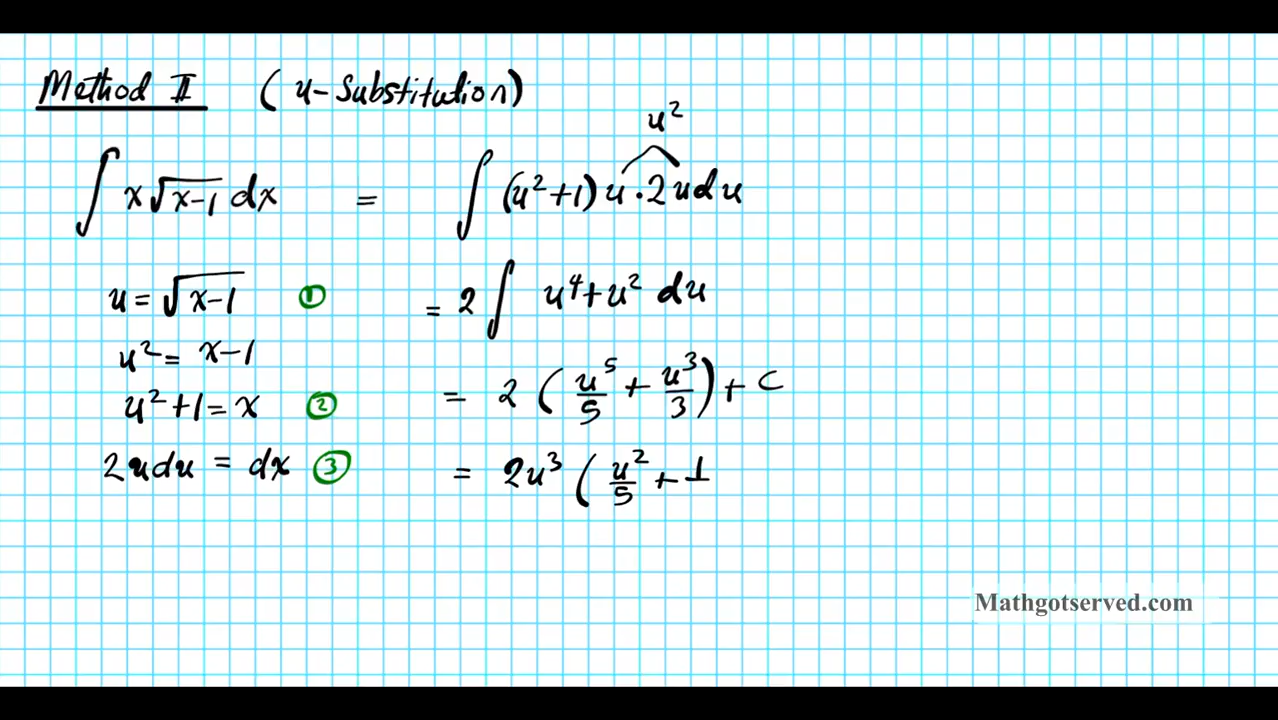 Method II ( u-Substitution)
u²
∫ x √x-1 dx = ∫ (u²+1) u · 2u du
u = √x-1 ① = 2 ∫ u⁴+u² du
u² = x-1
= 2 ( u⁵/5 + u³/3 ) + C
u²+1 = x ②
2u du = dx ③ = 2u³ ( u²/5 + 1
Mathgotserved.com